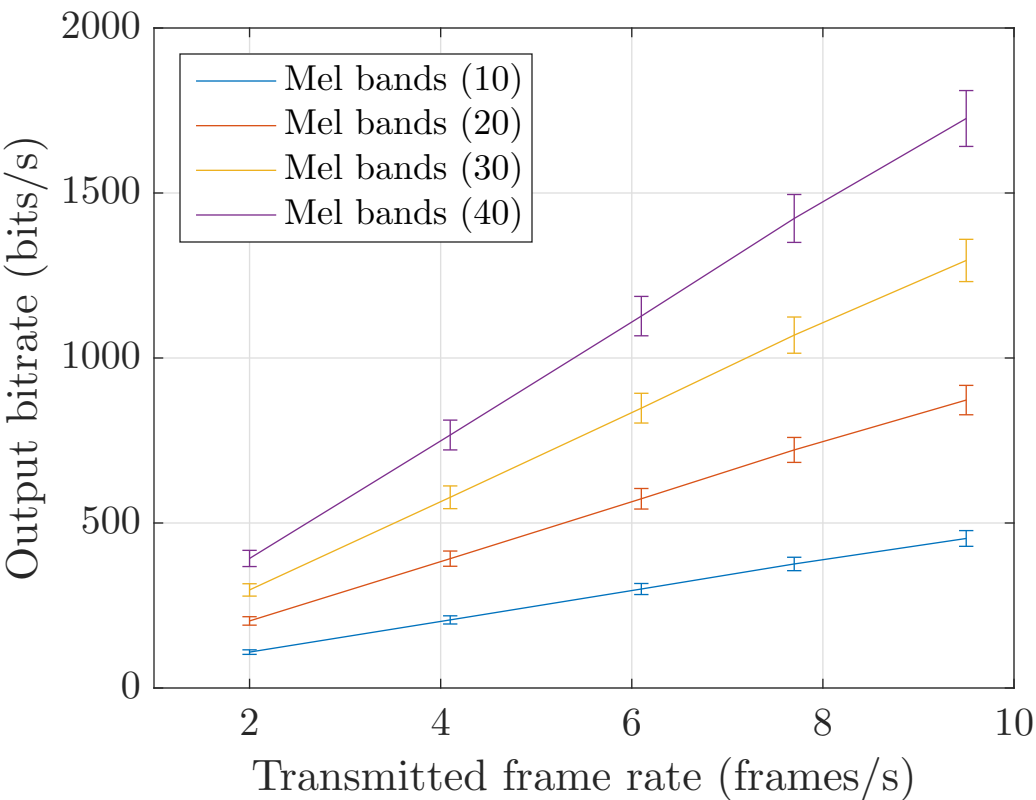 2000
1500
1000
500
0
Output bitrate (bits/s)
Mel bands (10)
Mel bands (20)
Mel bands (30)
Mel bands (40)
2 4 6 8 10
Transmitted frame rate (frames/s)